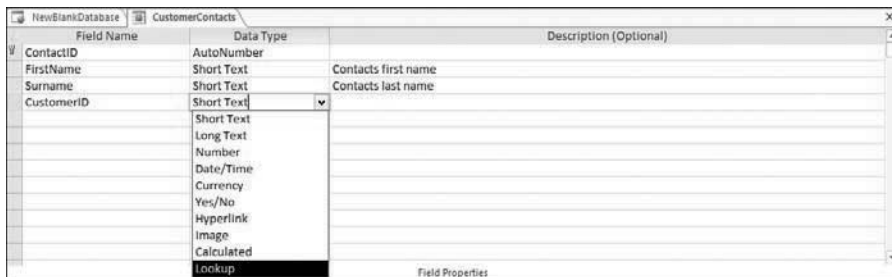 NewBlankDatabase CustomerContacts
Field Name Data Type Description (Optional)
ContactID AutoNumber
FirstName Short Text Contacts first name
Surname Short Text Contacts last name
CustomerID Short Text
Short Text
Long Text
Number
Date/Time
Currency
Yes/No
Hyperlink
Image
Calculated
Lookup
Field Properties